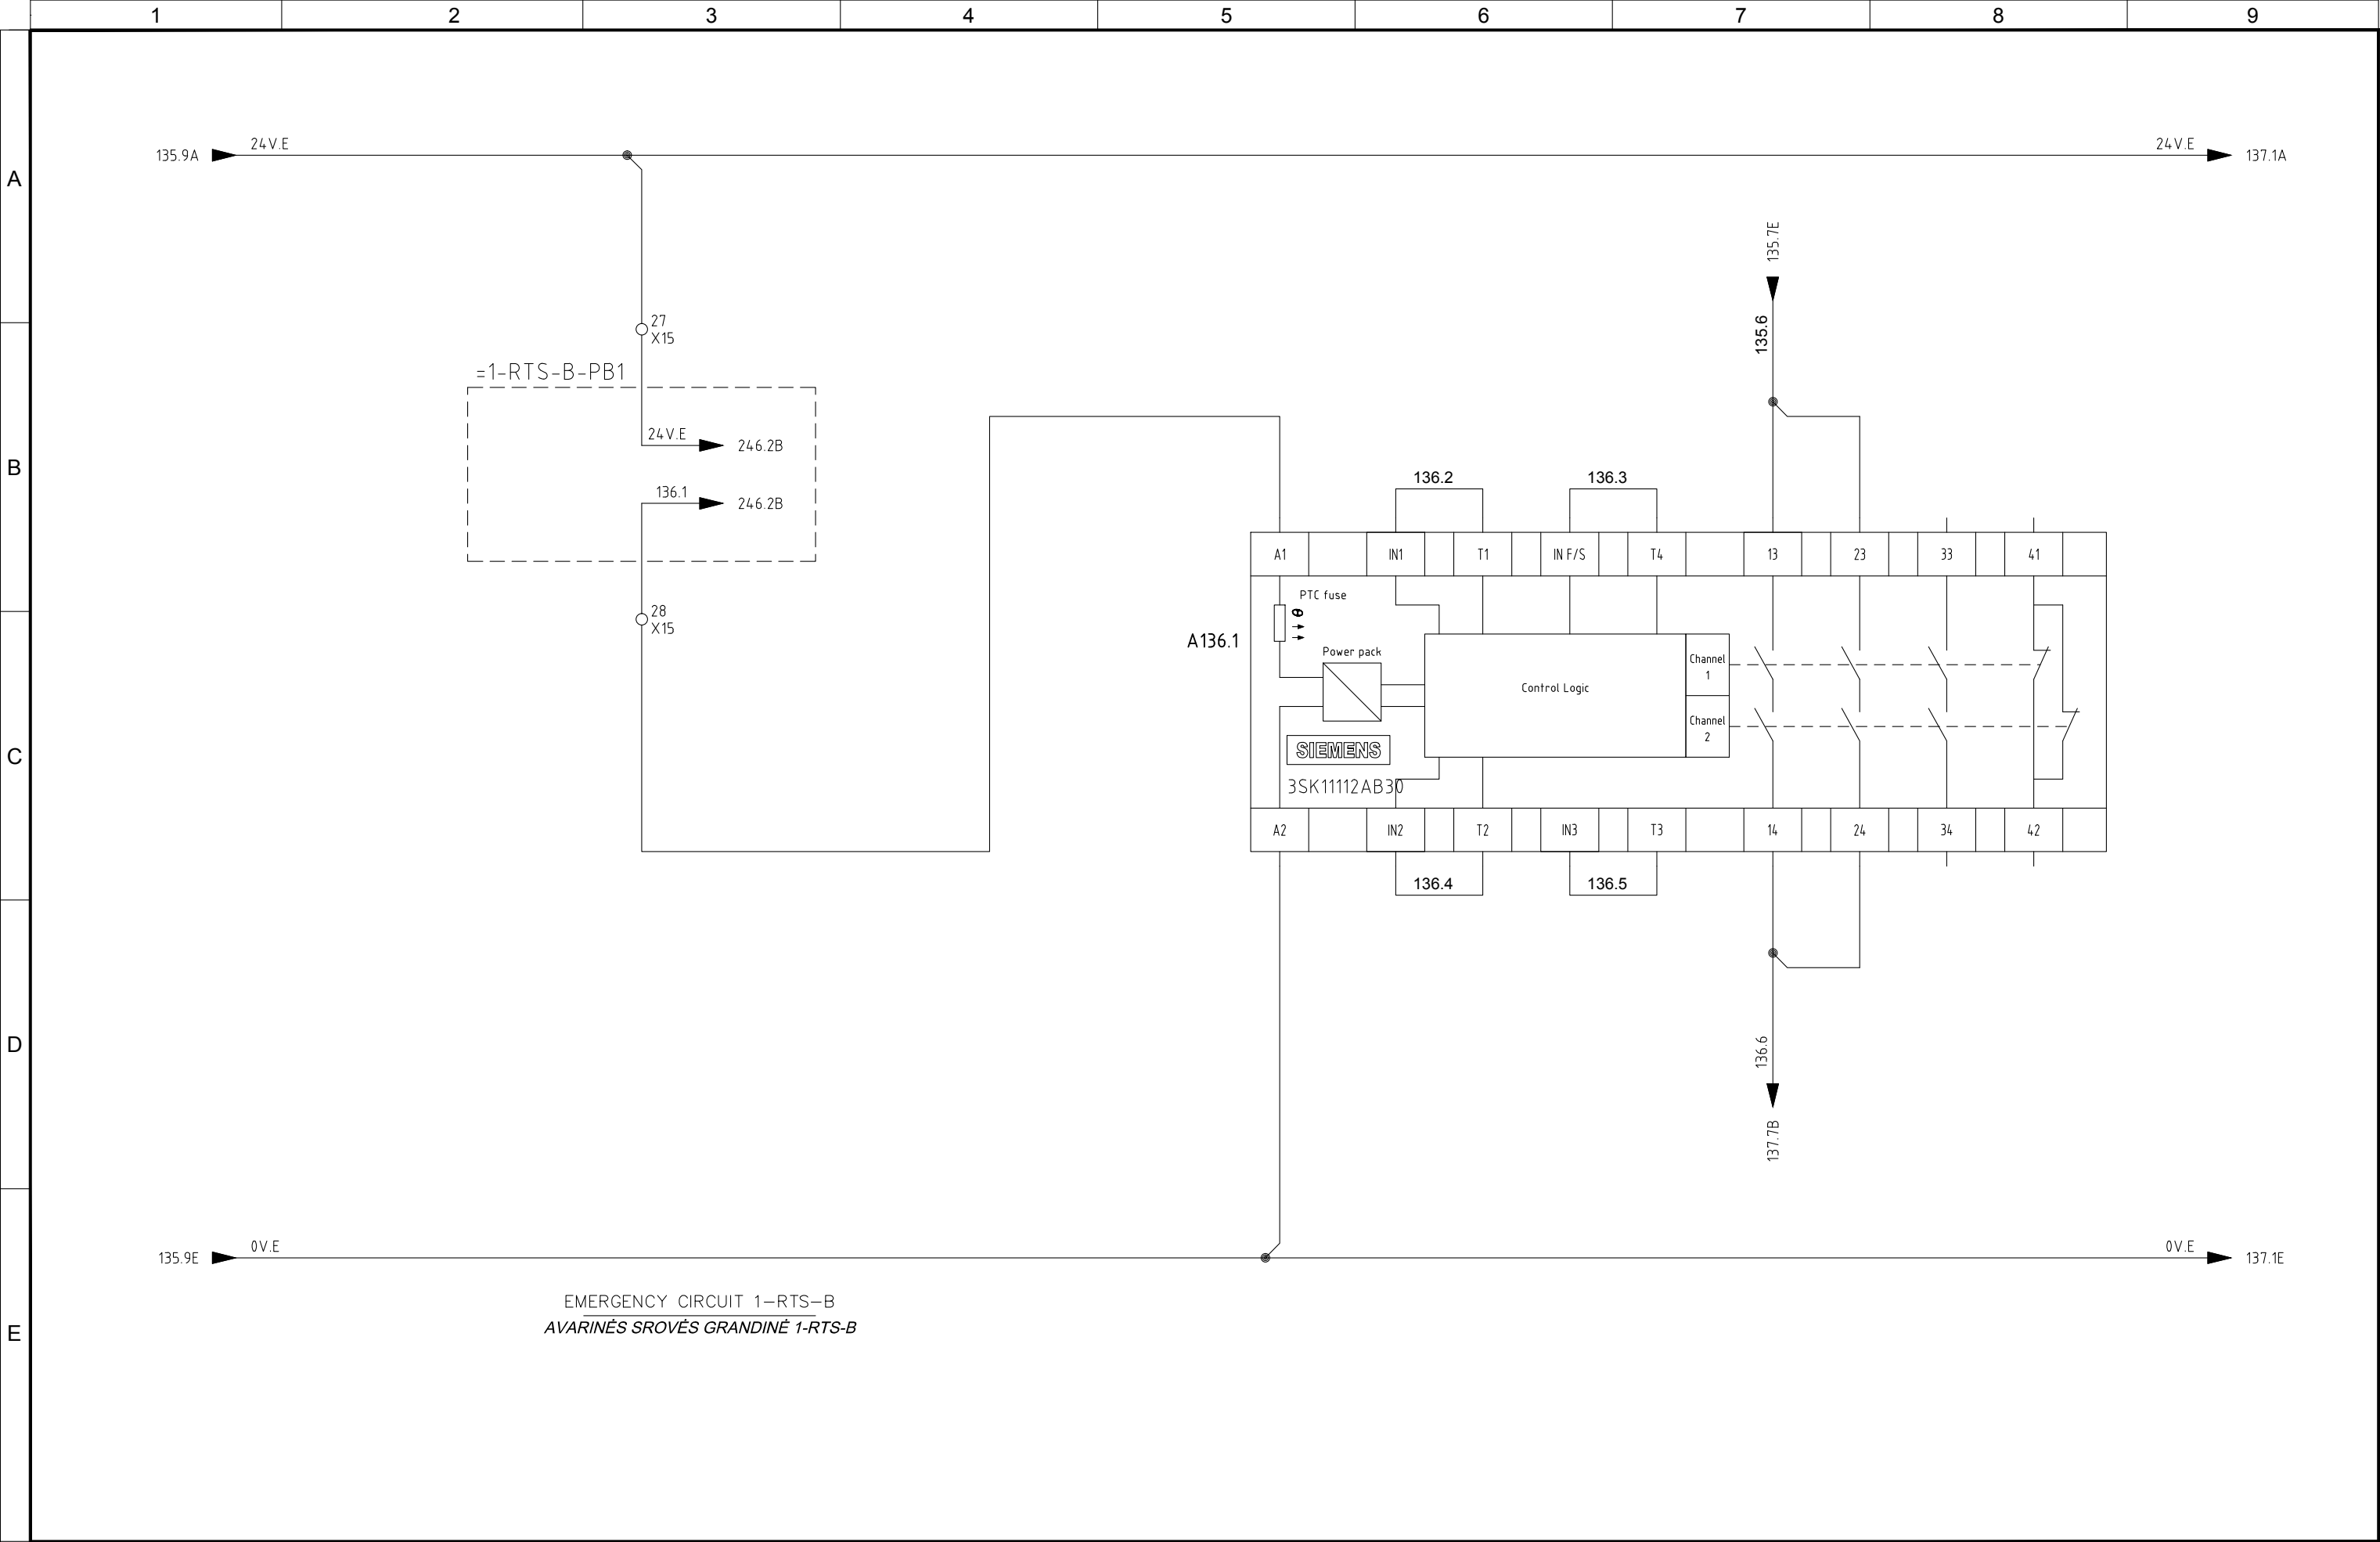 1 2 3 4 5 6 7 8 9
A
B
C
D
E
135.9A
24V.E
24V.E
137.1A
135.7E
135.6
27
X15
=1-RTS-B-PB1
24V.E
246.2B
136.1
246.2B
28
X15
136.2
136.3
A1 IN1 T1 IN F/S T4 13 23 33 41
PTC fuse
θ
A136.1
Power pack
Control Logic
Channel
1
Channel
2
SIEMENS
3SK11112AB30
A2 IN2 T2 IN3 T3 14 24 34 42
136.4
136.5
136.6
137.7B
135.9E
0V.E
0V.E
137.1E
EMERGENCY CIRCUIT 1-RTS-B
AVARINĖS SROVĖS GRANDINĖ 1-RTS-B